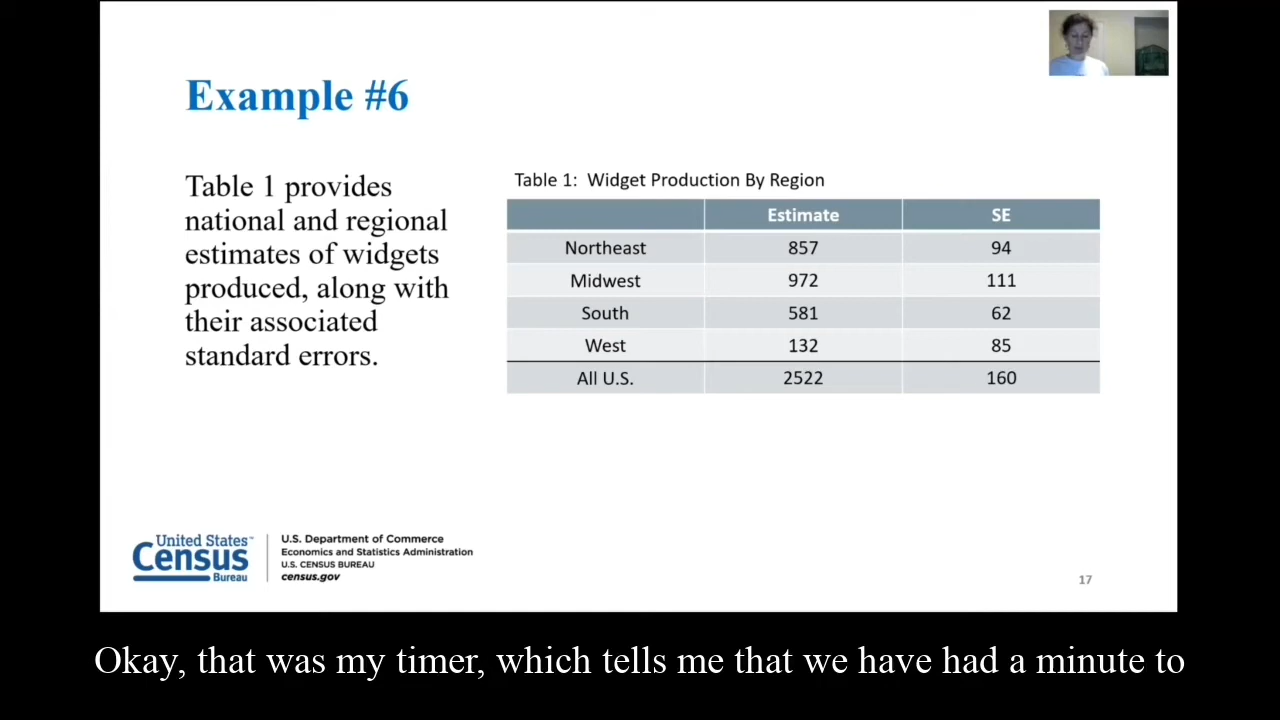 Example #6
Table 1 provides
national and regional
estimates of widgets
produced, along with
their associated
standard errors.
Table 1: Widget Production By Region
Estimate SE
Northeast 857 94
Midwest 972 111
South 581 62
West 132 85
All U.S. 2522 160
United States™
Census
Bureau
U.S. Department of Commerce
Economics and Statistics Administration
U.S. CENSUS BUREAU
census.gov
17
Okay, that was my timer, which tells me that we have had a minute to